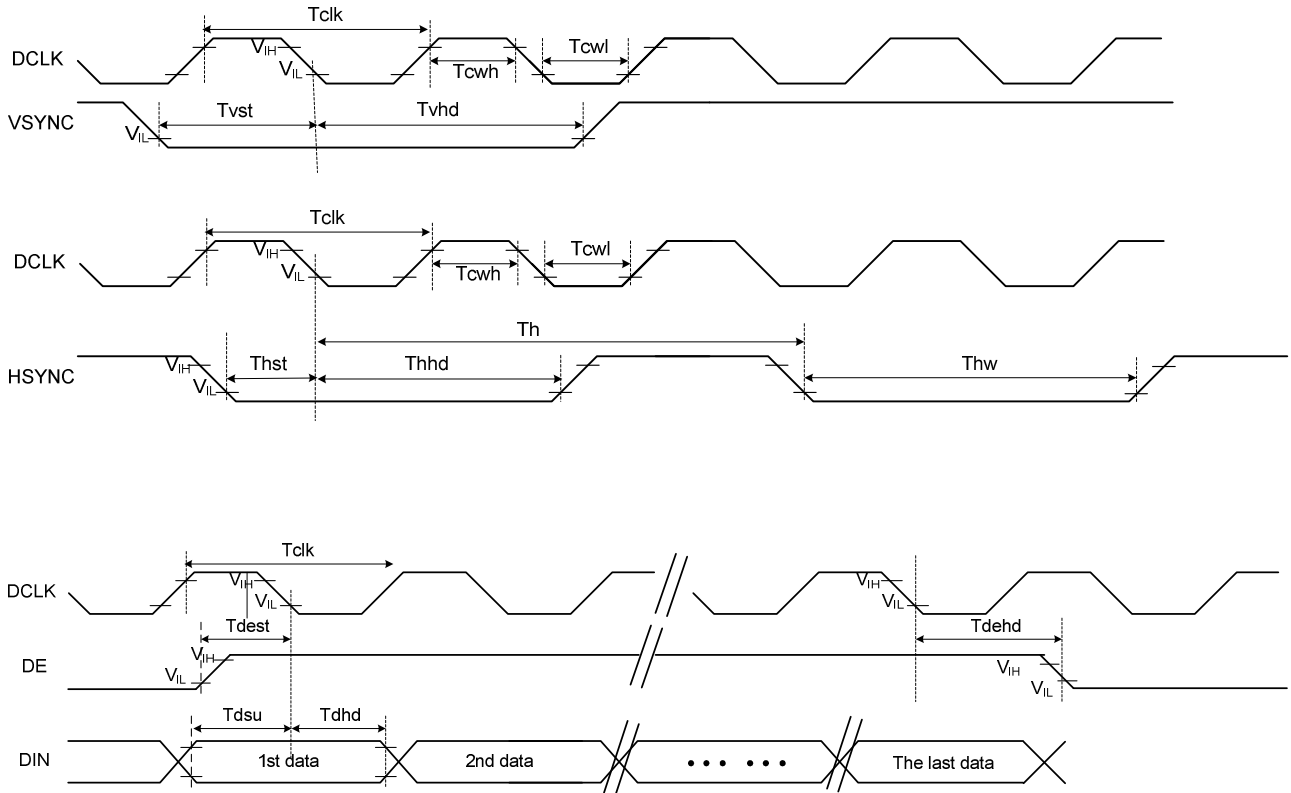 Tclk
DCLK
VIH
VIL
Tcwh
Tcwl
VSYNC
VIL
Tvst
Tvhd
Tclk
DCLK
VIH
VIL
Tcwh
Tcwl
Th
HSYNC
VIH
VIL
Thst
Thhd
Thw
Tclk
DCLK
VIH
VIL
VIH
VIL
Tdest
Tdehd
DE
VIH
VIL
VIH
VIL
Tdsu
Tdhd
DIN
1st data
2nd data
••• •••
The last data